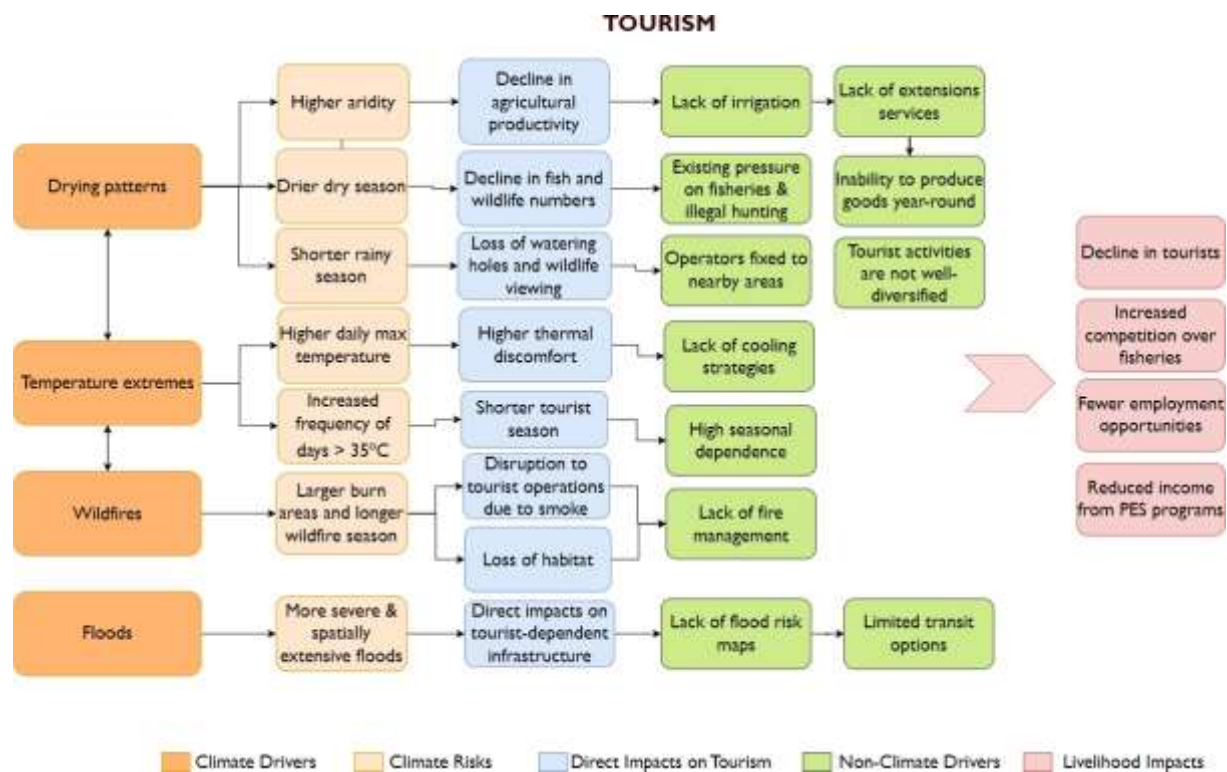 TOURISM
Higher aridity
Decline in
agricultural
productivity
Lack of irrigation
Lack of extensions
services
Drying patterns
Drier dry season
Decline in fish and
wildlife numbers
Existing pressure
on fisheries &
illegal hunting
Inability to produce
goods year-round
Shorter rainy
season
Loss of watering
holes and wildlife
viewing
Operators fixed to
nearby areas
Tourist activities
are not well-
diversified
Temperature extremes
Higher daily max
temperature
Higher thermal
discomfort
Lack of cooling
strategies
Increased
frequency of
days > 35°C
Shorter tourist
season
High seasonal
dependence
Wildfires
Larger burn
areas and longer
wildfire season
Disruption to
tourist operations
due to smoke
Loss of habitat
Lack of fire
management
Floods
More severe &
spatially
extensive floods
Direct impacts on
tourist-dependent
infrastructure
Lack of flood risk
maps
Limited transit
options
Decline in tourists
Increased
competition over
fisheries
Fewer employment
opportunities
Reduced income
from PES programs
Climate Drivers
Climate Risks
Direct Impacts on Tourism
Non-Climate Drivers
Livelihood Impacts